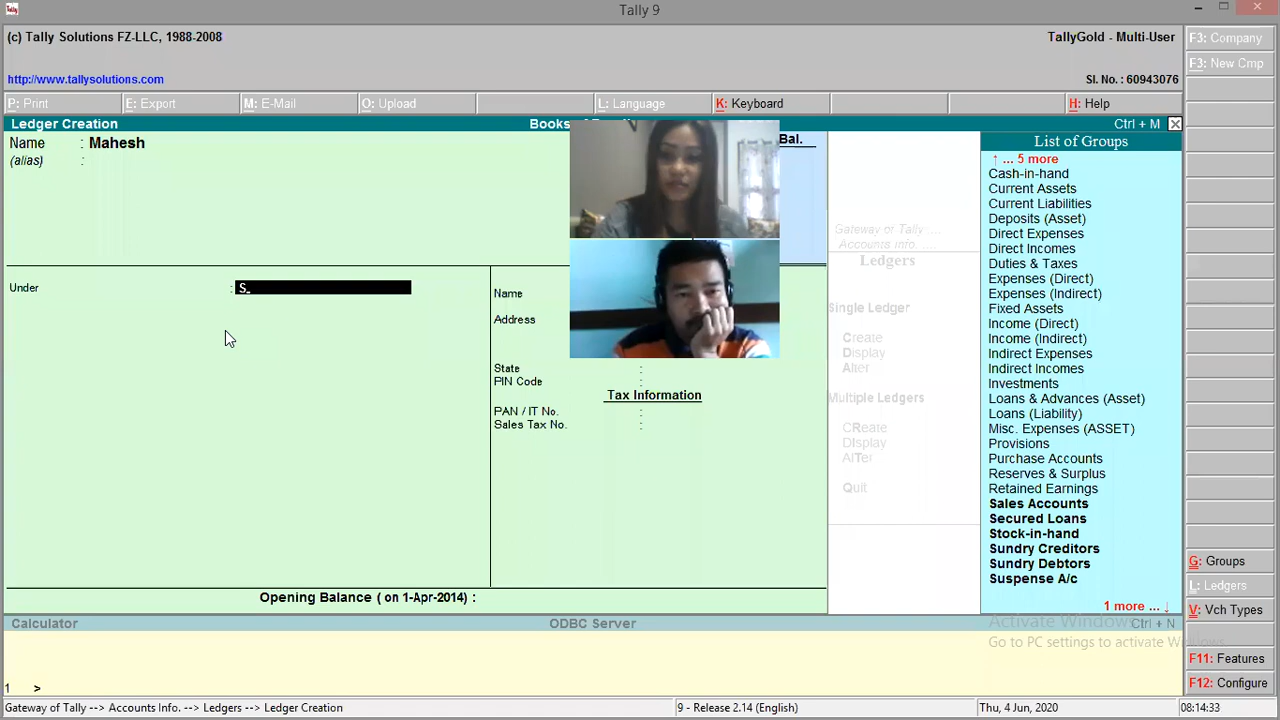 Tally
Tally 9
(c) Tally Solutions FZ-LLC, 1988-2008
TallyGold - Multi-User
http://www.tallysolutions.com
Sl. No. : 60943076
P: Print
E: Export
M: E-Mail
O: Upload
L: Language
K: Keyboard
H: Help
F3: Company
F3: New Cmp
Ledger Creation
Ctrl + M
Name : Mahesh
(alias) :
Bal.
Under : S_
Name
Address
State :
PIN Code :
Tax Information
PAN / IT No. :
Sales Tax No. :
Opening Balance ( on 1-Apr-2014) :
Gateway of Tally ....
Accounts Info. .....
Ledgers
Single Ledger
Create
Display
Alter
Multiple Ledgers
CReate
DIsplay
AlTer
Quit
List of Groups
↑ ... 5 more
Cash-in-hand
Current Assets
Current Liabilities
Deposits (Asset)
Direct Expenses
Direct Incomes
Duties & Taxes
Expenses (Direct)
Expenses (Indirect)
Fixed Assets
Income (Direct)
Income (Indirect)
Indirect Expenses
Indirect Incomes
Investments
Loans & Advances (Asset)
Loans (Liability)
Misc. Expenses (ASSET)
Provisions
Purchase Accounts
Reserves & Surplus
Retained Earnings
Sales Accounts
Secured Loans
Stock-in-hand
Sundry Creditors
Sundry Debtors
Suspense A/c
1 more ... ↓
G: Groups
L: Ledgers
V: Vch Types
F11: Features
F12: Configure
Activate Windows
Go to PC settings to activate Windows.
Calculator
ODBC Server
Ctrl + N
1 >
Gateway of Tally --> Accounts Info. --> Ledgers --> Ledger Creation
9 - Release 2.14 (English)
Thu, 4 Jun, 2020
08:14:33